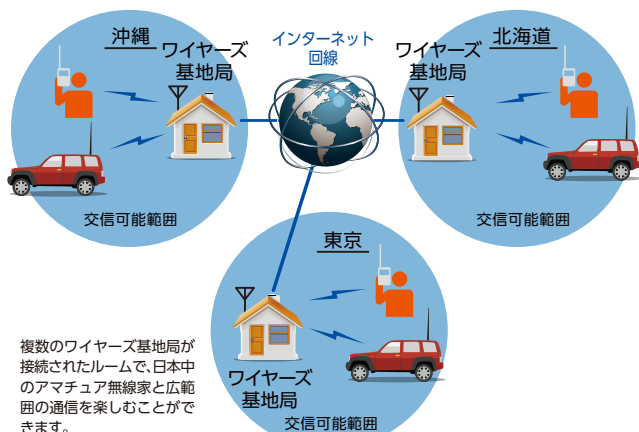 沖縄
ワイヤーズ
基地局
交信可能範囲
インターネット
回線
北海道
ワイヤーズ
基地局
交信可能範囲
東京
ワイヤーズ
基地局
交信可能範囲
複数のワイヤーズ基地局が
接続されたルームで、日本中
のアマチュア無線家と広範
囲の通信を楽しむことがで
きます。